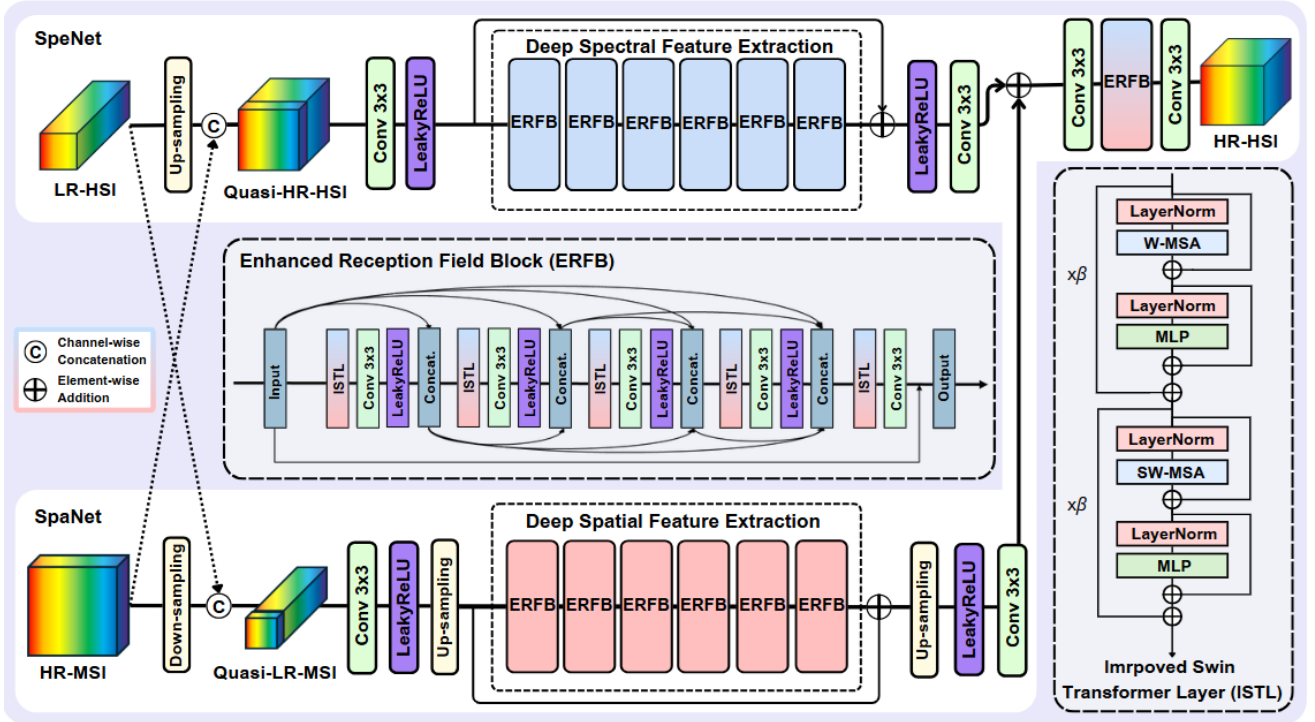 SpeNet
LR-HSI
Up-sampling
C
Quasi-HR-HSI
Conv 3x3
LeakyReLU
Deep Spectral Feature Extraction
ERFB
ERFB
ERFB
ERFB
ERFB
ERFB
LeakyReLU
Conv 3x3
Conv 3x3
ERFB
Conv 3x3
HR-HSI
Enhanced Reception Field Block (ERFB)
Input
ISTL
Conv 3x3
LeakyReLU
Concat.
ISTL
Conv 3x3
LeakyReLU
Concat.
ISTL
Conv 3x3
LeakyReLU
Concat.
ISTL
Conv 3x3
LeakyReLU
Concat.
ISTL
Conv 3x3
Output
C
Channel-wise
Concatenation
Element-wise
Addition
SpaNet
HR-MSI
Down-sampling
C
Quasi-LR-MSI
Conv 3x3
LeakyReLU
Up-sampling
Deep Spatial Feature Extraction
ERFB
ERFB
ERFB
ERFB
ERFB
ERFB
Up-sampling
LeakyReLU
Conv 3x3
LayerNorm
W-MSA
xβ
LayerNorm
MLP
LayerNorm
SW-MSA
xβ
LayerNorm
MLP
Imrpoved Swin
Transformer Layer (ISTL)